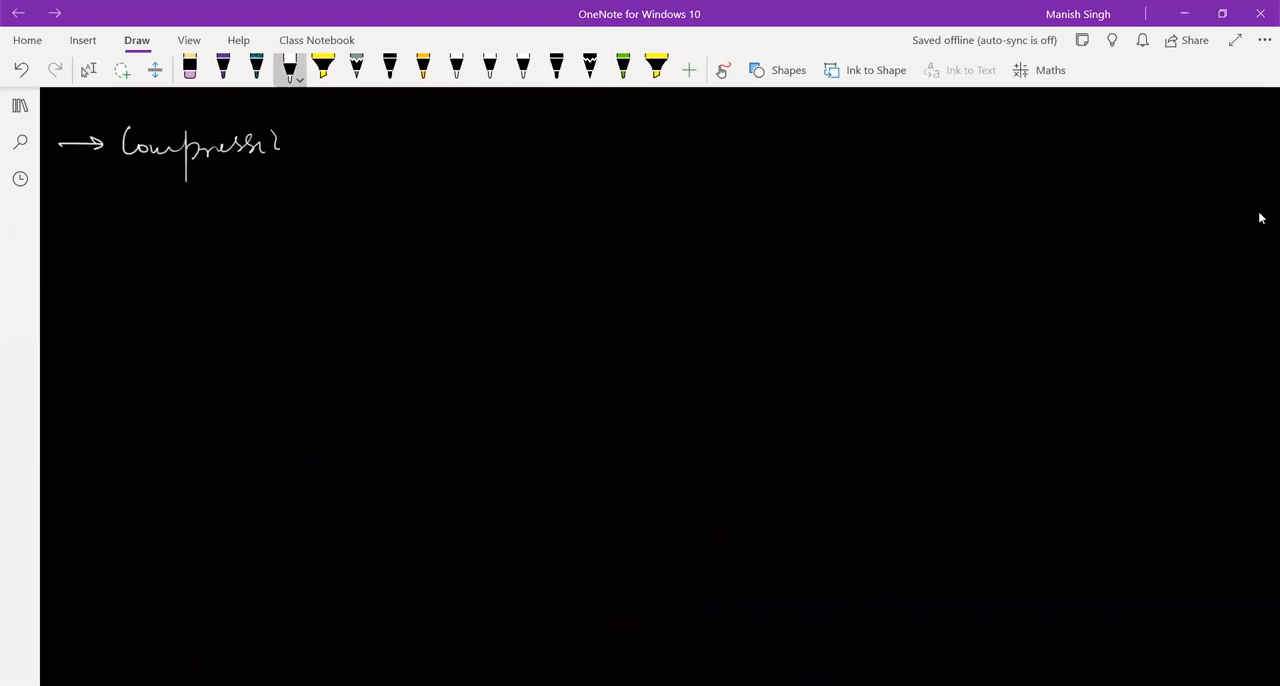 OneNote for Windows 10
Manish Singh
Home Insert Draw View Help Class Notebook
Saved offline (auto-sync is off) Share
Shapes Ink to Shape Ink to Text Maths
→ Compressi